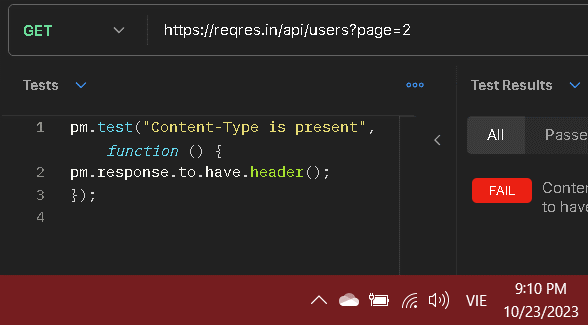 GET
https://reqres.in/api/users?page=2
Tests
Test Results
1 pm.test("Content-Type is present",
function () {
2 pm.response.to.have.header();
3 });
4
All
Passe
FAIL
Conten
to have
VIE
9:10 PM
10/23/2023